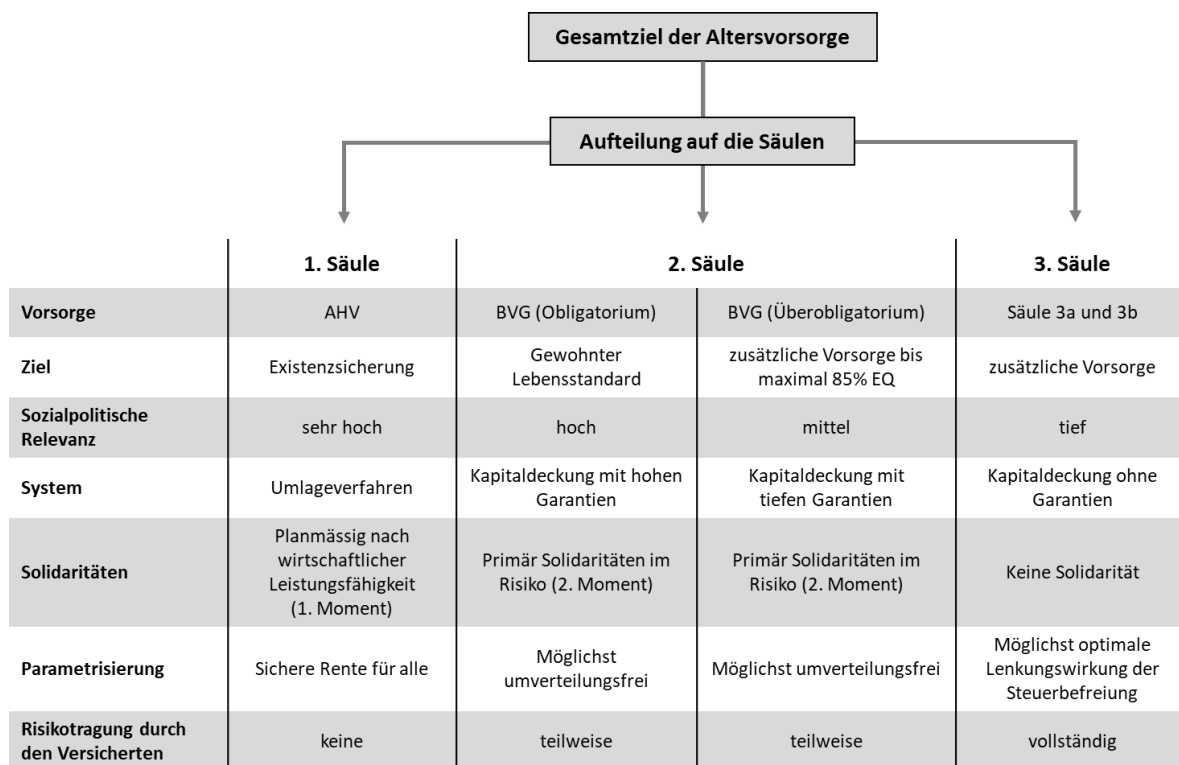 Gesamtziel der Altersvorsorge
Aufteilung auf die Säulen
1. Säule
2. Säule
3. Säule
Vorsorge
AHV
BVG (Obligatorium)
BVG (Überobligatorium)
Säule 3a und 3b
Ziel
Existenzsicherung
Gewohnter
Lebensstandard
zusätzliche Vorsorge bis
maximal 85% EQ
zusätzliche Vorsorge
Sozialpolitische
Relevanz
sehr hoch
hoch
mittel
tief
System
Umlageverfahren
Kapitaldeckung mit hohen
Garantien
Kapitaldeckung mit
tiefen Garantien
Kapitaldeckung ohne
Garantien
Solidaritäten
Planmässig nach
wirtschaftlicher
Leistungsfähigkeit
(1. Moment)
Primär Solidaritäten im
Risiko (2. Moment)
Primär Solidaritäten im
Risiko (2. Moment)
Keine Solidarität
Parametrisierung
Sichere Rente für alle
Möglichst
umverteilungsfrei
Möglichst umverteilungsfrei
Möglichst optimale
Lenkungswirkung der
Steuerbefreiung
Risikotragung durch
den Versicherten
keine
teilweise
teilweise
vollständig